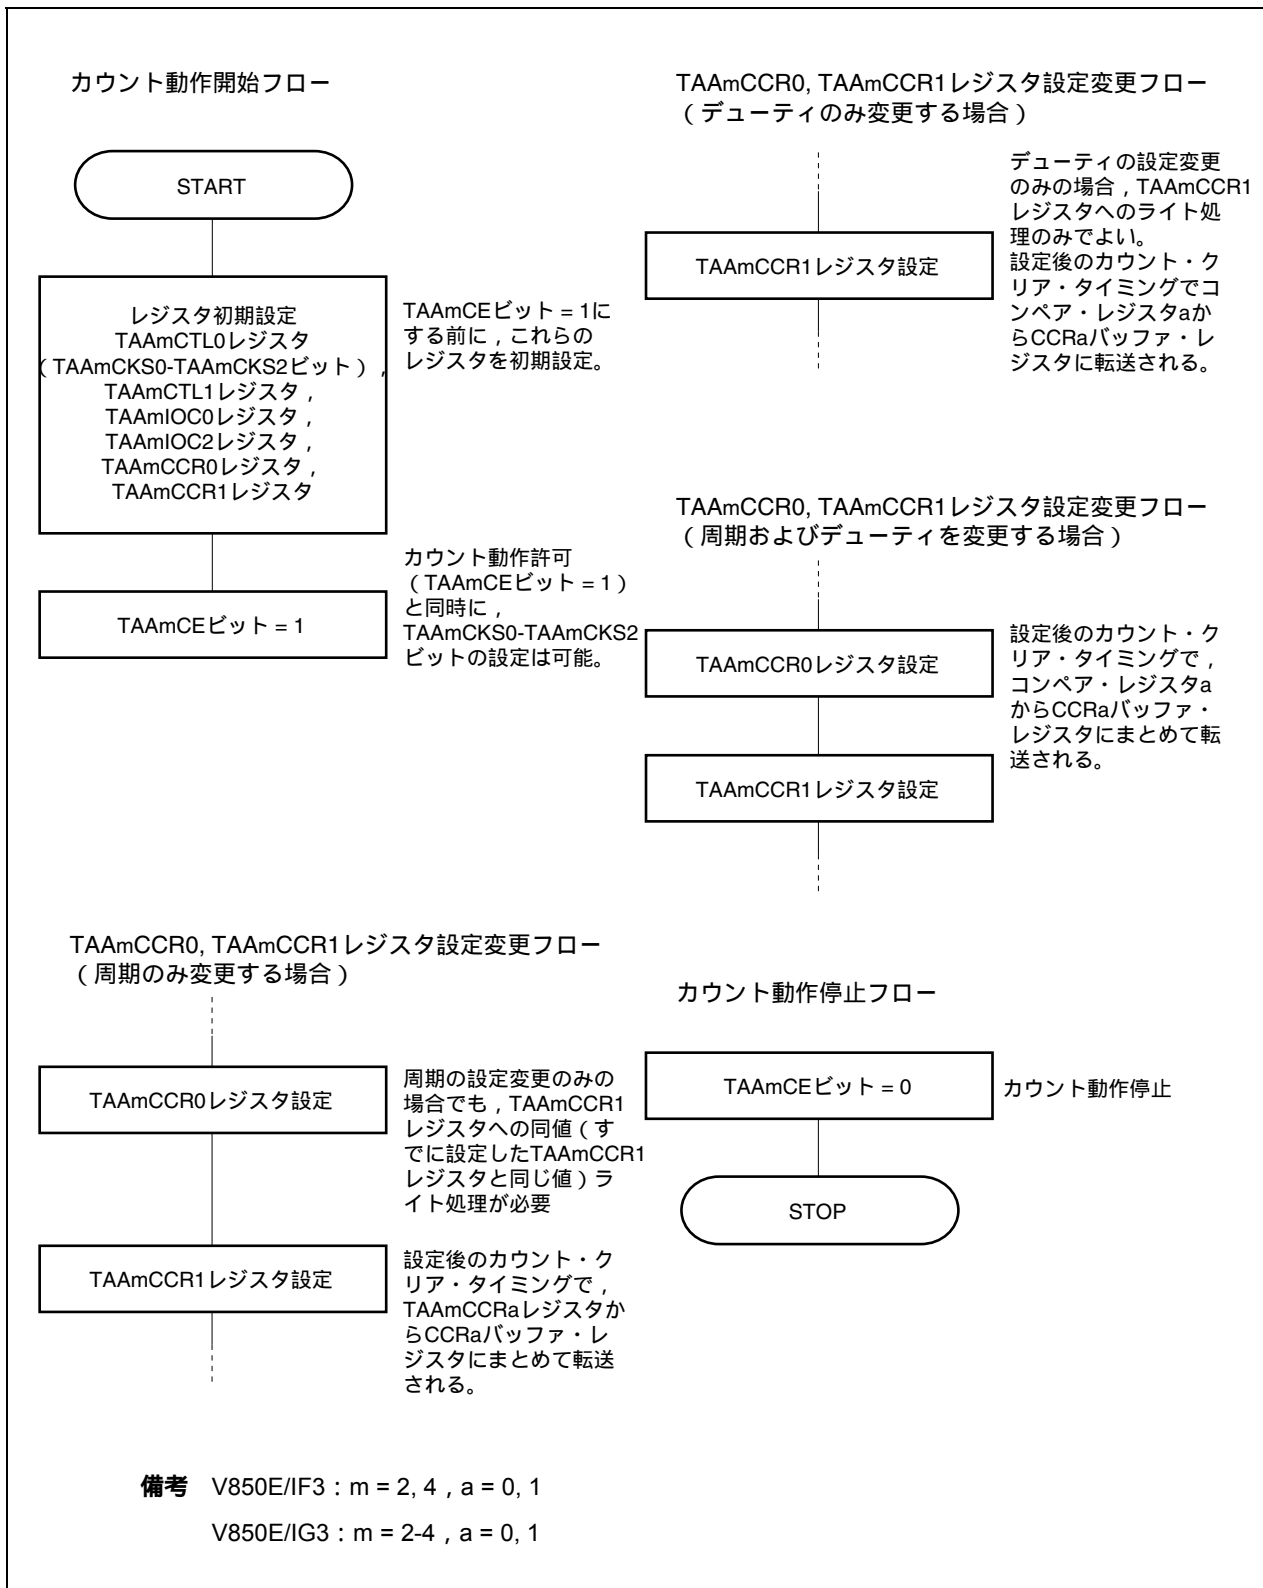 カウント動作開始フロー
START
レジスタ初期設定
TAAmCTL0レジスタ
（TAAmCKS0-TAAmCKS2ビット），
TAAmCTL1レジスタ，
TAAmIOC0レジスタ，
TAAmIOC2レジスタ，
TAAmCCR0レジスタ，
TAAmCCR1レジスタ
TAAmCEビット = 1に
する前に，これらの
レジスタを初期設定。
TAAmCEビット = 1
カウント動作許可
（TAAmCEビット = 1）
と同時に，
TAAmCKS0-TAAmCKS2
ビットの設定は可能。
TAAmCCR0, TAAmCCR1レジスタ設定変更フロー
（周期のみ変更する場合）
TAAmCCR0レジスタ設定
周期の設定変更のみの
場合でも，TAAmCCR1
レジスタへの同値（す
でに設定したTAAmCCR1
レジスタと同じ値）ラ
イト処理が必要
TAAmCCR1レジスタ設定
設定後のカウント・ク
リア・タイミングで，
TAAmCCRaレジスタか
らCCRaバッファ・レ
ジスタにまとめて転送
される。
TAAmCCR0, TAAmCCR1レジスタ設定変更フロー
（デューティのみ変更する場合）
TAAmCCR1レジスタ設定
デューティの設定変更
のみの場合，TAAmCCR1
レジスタへのライト処
理のみでよい。
設定後のカウント・ク
リア・タイミングでコ
ンペア・レジスタaか
らCCRaバッファ・レ
ジスタに転送される。
TAAmCCR0, TAAmCCR1レジスタ設定変更フロー
（周期およびデューティを変更する場合）
TAAmCCR0レジスタ設定
設定後のカウント・ク
リア・タイミングで，
コンペア・レジスタa
からCCRaバッファ・
レジスタにまとめて転
送される。
TAAmCCR1レジスタ設定
カウント動作停止フロー
TAAmCEビット = 0
カウント動作停止
STOP
備考 V850E/IF3：m = 2, 4，a = 0, 1
V850E/IG3：m = 2-4，a = 0, 1